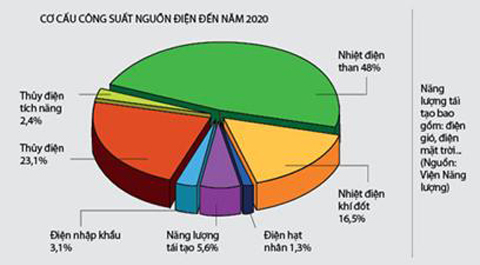 CƠ CẤU CÔNG SUẤT NGUỒN ĐIỆN ĐẾN NĂM 2020
Nhiệt điện
than 48%
Thủy điện
tích năng
2,4%
Thủy điện
23,1%
Điện nhập khẩu
3,1%
Năng lượng
tái tạo 5,6%
Điện hạt
nhân 1,3%
Nhiệt điện
khí đốt
16,5%
Năng
lượng tái
tạo bao
gồm: điện
gió, điện
mặt trời...
(Nguồn:
Viện Năng
lượng)